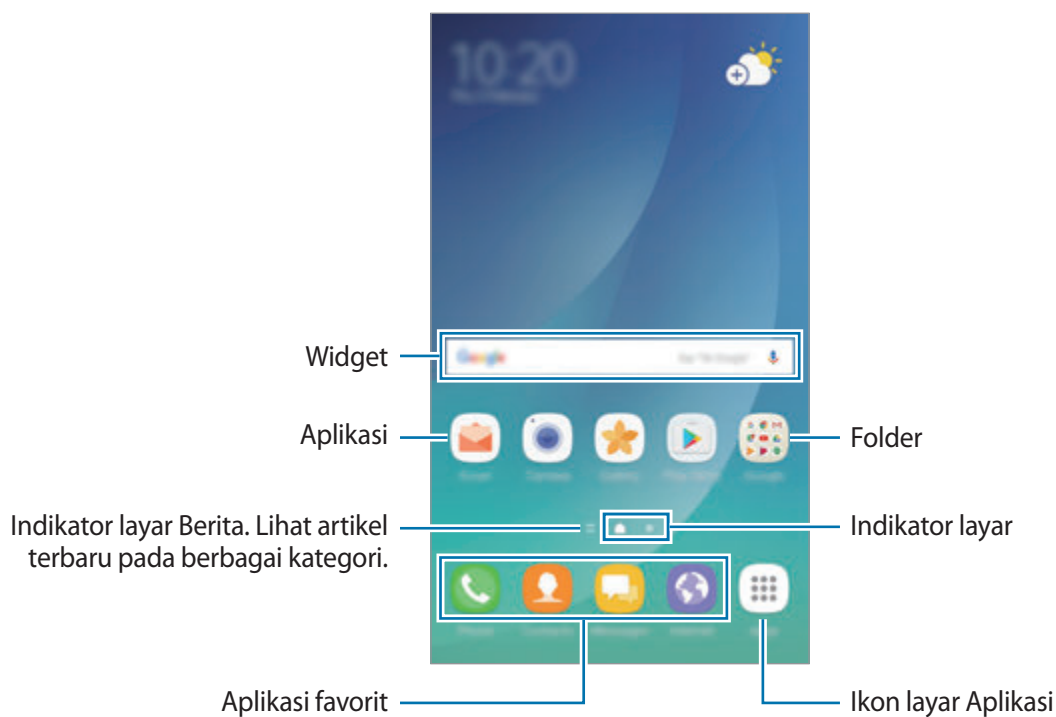 10:20
Widget
Google
Aplikasi
Folder
Indikator layar Berita. Lihat artikel
terbaru pada berbagai kategori.
Indikator layar
Aplikasi favorit
Ikon layar Aplikasi